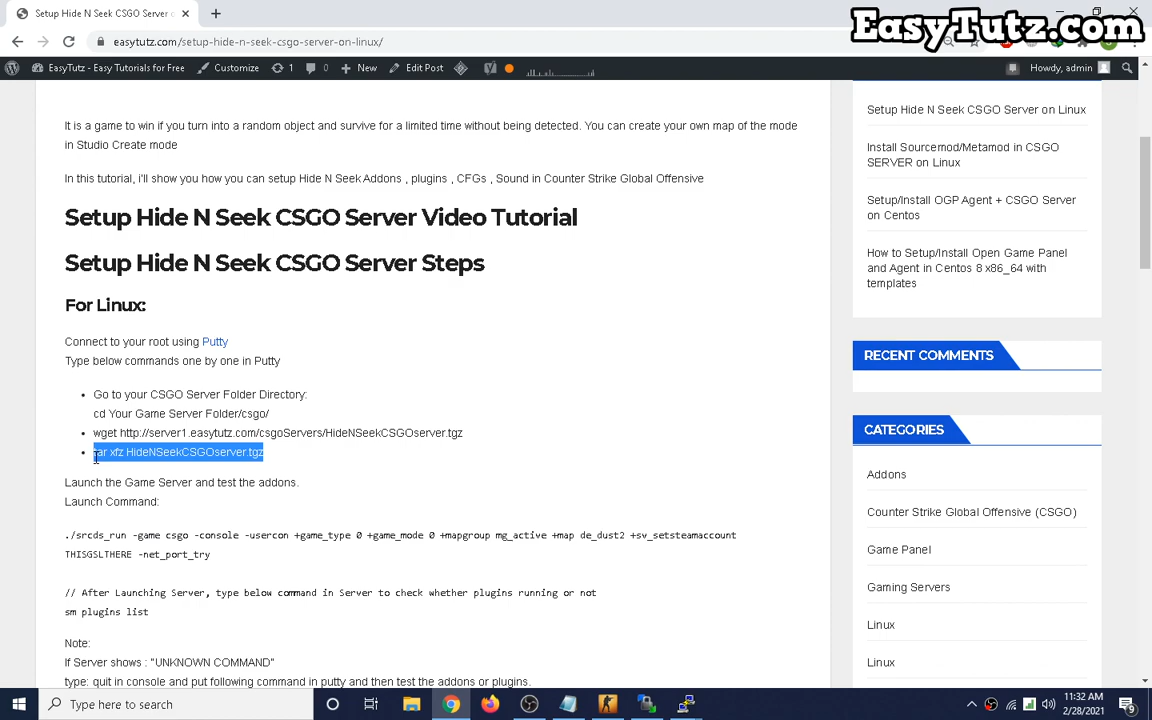 Setup Hide N Seek CSGO Server
EasyTutz.com
easytutz.com/setup-hide-n-seek-csgo-server-on-linux/
EasyTutz - Easy Tutorials for Free
Customize
1
0
New
Edit Post
Howdy, admin
It is a game to win if you turn into a random object and survive for a limited time without being detected. You can create your own map of the mode
in Studio Create mode
In this tutorial, i'll show you how you can setup Hide N Seek Addons , plugins , CFGs , Sound in Counter Strike Global Offensive
Setup Hide N Seek CSGO Server Video Tutorial
Setup Hide N Seek CSGO Server Steps
For Linux:
Connect to your root using Putty
Type below commands one by one in Putty
Go to your CSGO Server Folder Directory:
cd Your Game Server Folder/csgo/
wget http://server1.easytutz.com/csgoServers/HideNSeekCSGOserver.tgz
tar xfz HideNSeekCSGOserver.tgz
Launch the Game Server and test the addons.
Launch Command:
./srcds_run -game csgo -console -usercon +game_type 0 +game_mode 0 +mapgroup mg_active +map de_dust2 +sv_setsteamaccount
THISGSLTHERE -net_port_try
// After Launching Server, type below command in Server to check whether plugins running or not
sm plugins list
Note:
If Server shows : "UNKNOWN COMMAND"
type: quit in console and put following command in putty and then test the addons or plugins.
Setup Hide N Seek CSGO Server on Linux
Install Sourcemod/Metamod in CSGO
SERVER on Linux
Setup/Install OGP Agent + CSGO Server
on Centos
How to Setup/Install Open Game Panel
and Agent in Centos 8 x86_64 with
templates
RECENT COMMENTS
CATEGORIES
Addons
Counter Strike Global Offensive (CSGO)
Game Panel
Gaming Servers
Linux
Linux
Type here to search
11:32 AM
2/28/2021
9